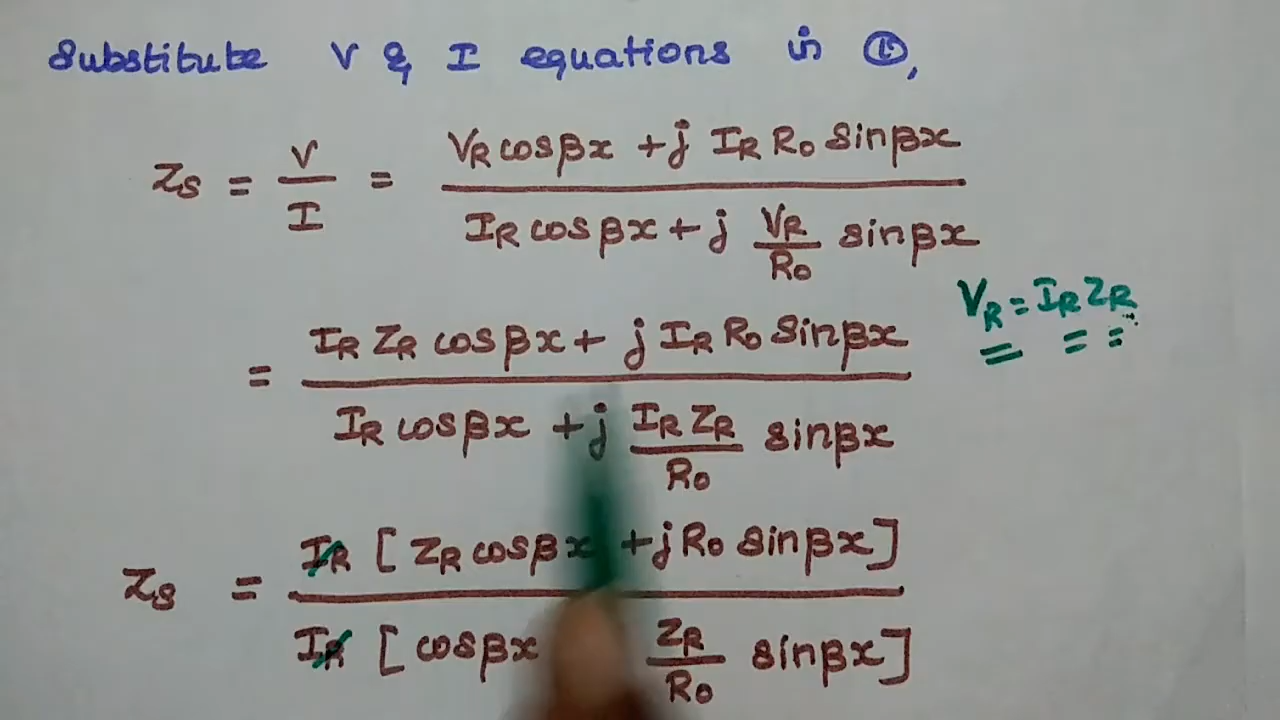 Substitute V & I equations in ①,
Zs = V/I = VR cosβx + j IR R0 sinβx / IR cosβx + j VR/R0 sinβx
VR = IR ZR
= IR ZR cosβx + j IR R0 sinβx / IR cosβx + j IR ZR/R0 sinβx
Zs = IR [ZR cosβx + j R0 sinβx] / IR [cosβx ZR/R0 sinβx]